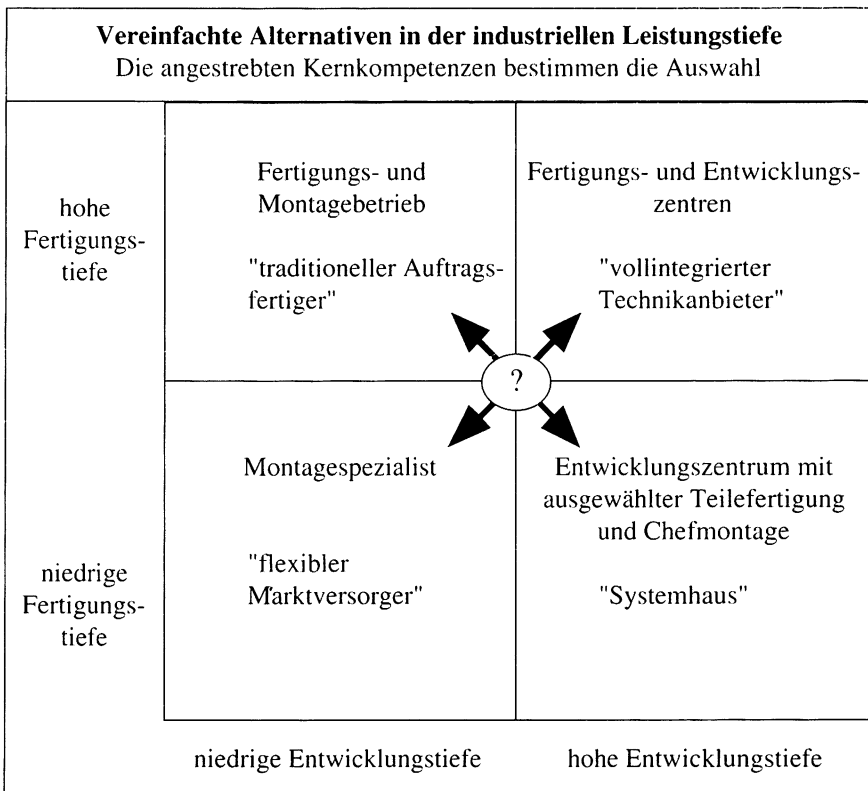 Vereinfachte Alternativen in der industriellen Leistungstiefe
Die angestrebten Kernkompetenzen bestimmen die Auswahl
hohe
Fertigungs-
tiefe
Fertigungs- und
Montagebetrieb
"traditioneller Auftrags-
fertiger"
Fertigungs- und Entwicklungs-
zentren
"vollintegrierter
Technikanbieter"
?
niedrige
Fertigungs-
tiefe
Montagespezialist
"flexibler
Marktversorger"
Entwicklungszentrum mit
ausgewählter Teilefertigung
und Chefmontage
"Systemhaus"
niedrige Entwicklungstiefe
hohe Entwicklungstiefe